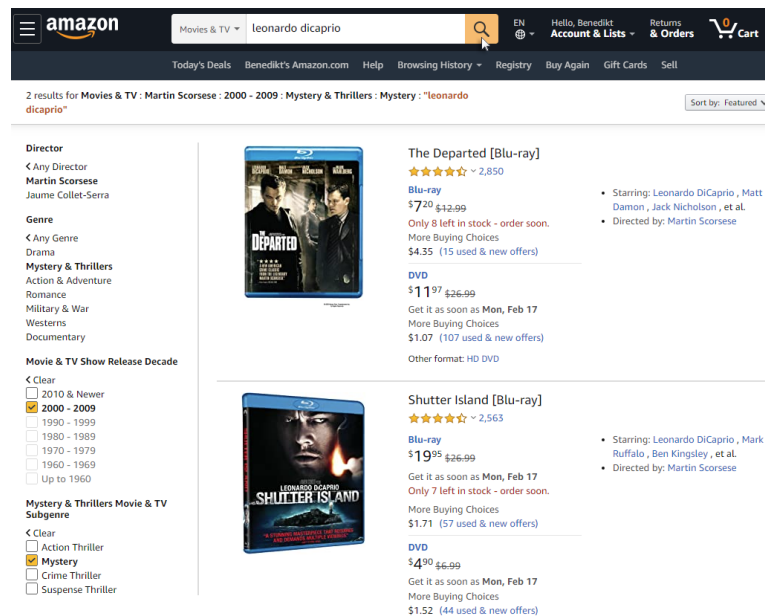 amazon
Movies & TV
leonardo dicaprio
EN
Hello, Benedikt
Account & Lists
Returns
& Orders
0
Cart
Today's Deals Benedikt's Amazon.com Help Browsing History Registry Buy Again Gift Cards Sell
2 results for Movies & TV : Martin Scorsese : 2000 - 2009 : Mystery & Thrillers : Mystery : "leonardo
dicaprio"
Sort by: Featured
Director
Any Director
Martin Scorsese
Jaume Collet-Serra
Genre
Any Genre
Drama
Mystery & Thrillers
Action & Adventure
Romance
Military & War
Westerns
Documentary
Movie & TV Show Release Decade
Clear
2010 & Newer
2000 - 2009
1990 - 1999
1980 - 1989
1970 - 1979
1960 - 1969
Up to 1960
Mystery & Thrillers Movie & TV
Subgenre
Clear
Action Thriller
Mystery
Crime Thriller
Suspense Thriller
DICAPRIO DAMON NICHOLSON WAHLBERG
THE
DEPARTED
The Departed [Blu-ray]
2,850
Blu-ray
$720 $12.99
Only 8 left in stock - order soon.
More Buying Choices
$4.35 (15 used & new offers)
DVD
$1197 $26.99
Get it as soon as Mon, Feb 17
More Buying Choices
$1.07 (107 used & new offers)
Other format: HD DVD
Starring: Leonardo DiCaprio , Matt
Damon , Jack Nicholson , et al.
Directed by: Martin Scorsese
LEONARDO DICAPRIO
SHUTTER ISLAND
Shutter Island [Blu-ray]
2,563
Blu-ray
$1995 $26.99
Get it as soon as Mon, Feb 17
Only 7 left in stock - order soon.
More Buying Choices
$1.71 (57 used & new offers)
DVD
$490 $6.99
Get it as soon as Mon, Feb 17
More Buying Choices
$1.52 (44 used & new offers)
Starring: Leonardo DiCaprio , Mark
Ruffalo , Ben Kingsley , et al.
Directed by: Martin Scorsese